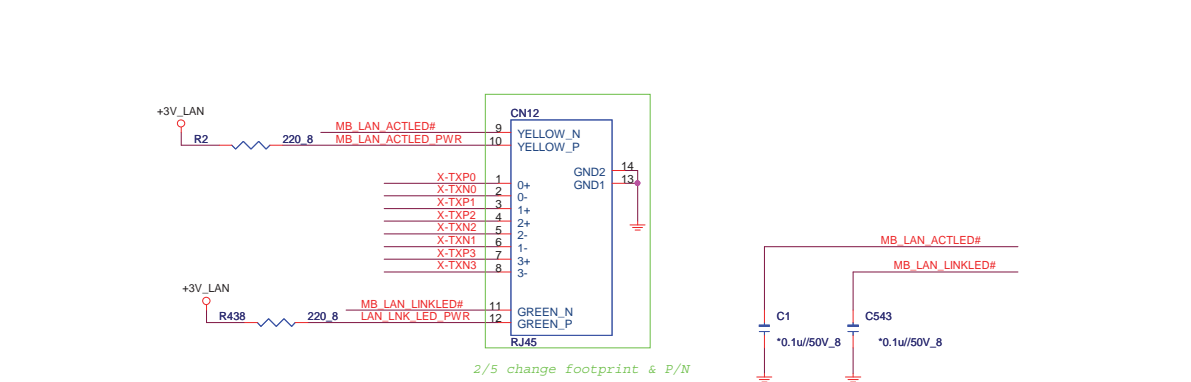 +3V_LAN
R2
220_8
MB_LAN_ACTLED#
MB_LAN_ACTLED_PWR
CN12
9
YELLOW_N
10
YELLOW_P
GND2
14
GND1
13
X-TXP0
1
0+
X-TXN0
2
0-
X-TXP1
3
1+
X-TXP2
4
2+
X-TXN2
5
2-
X-TXN1
6
1-
X-TXP3
7
3+
X-TXN3
8
3-
+3V_LAN
R438
220_8
MB_LAN_LINKLED#
11
GREEN_N
LAN_LNK_LED_PWR
12
GREEN_P
RJ45
2/5 change footprint & P/N
MB_LAN_ACTLED#
MB_LAN_LINKLED#
C1
*0.1u//50V_8
C543
*0.1u//50V_8